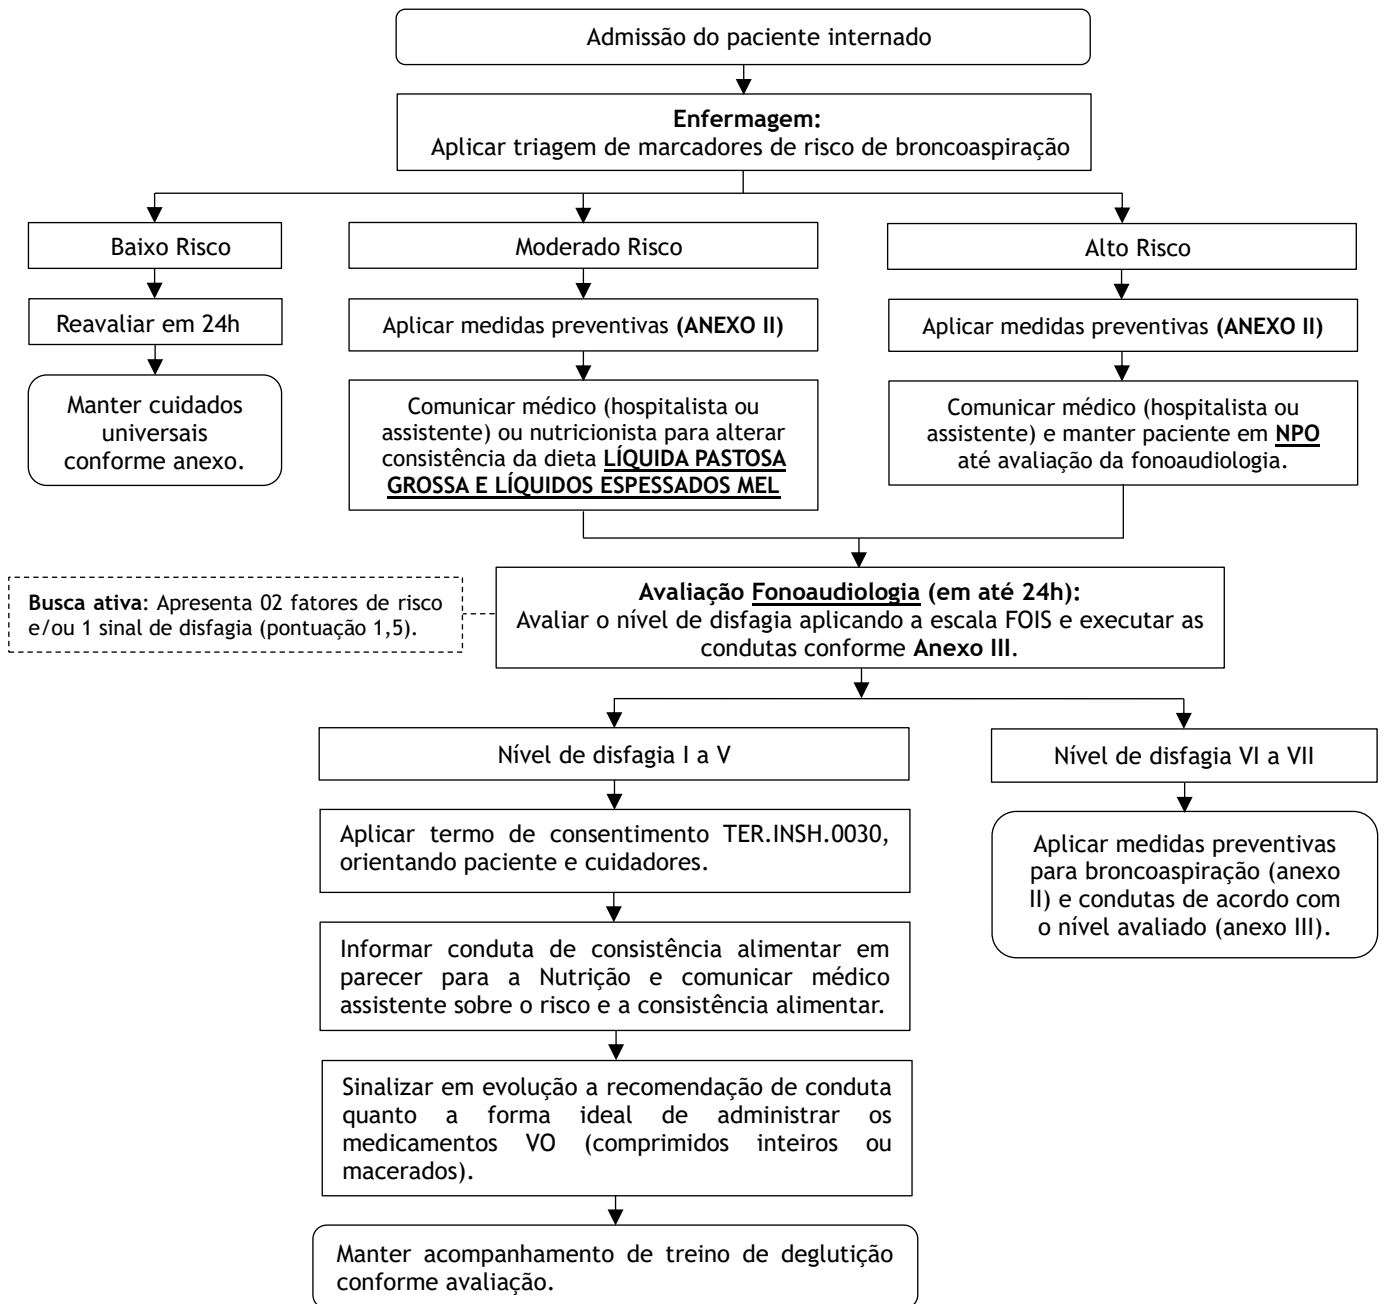 Admissão do paciente internado
Enfermagem:
Aplicar triagem de marcadores de risco de broncoaspiração
Baixo Risco
Moderado Risco
Alto Risco
Reavaliar em 24h
Aplicar medidas preventivas (ANEXO II)
Aplicar medidas preventivas (ANEXO II)
Manter cuidados
universais
conforme anexo.
Comunicar médico (hospitalista ou
assistente) ou nutricionista para alterar
consistência da dieta LÍQUIDA PASTOSA
GROSSA E LÍQUIDOS ESPESSADOS MEL
Comunicar médico (hospitalista ou
assistente) e manter paciente em NPO
até avaliação da fonoaudiologia.
Busca ativa: Apresenta 02 fatores de risco
e/ou 1 sinal de disfagia (pontuação 1,5).
Avaliação Fonoaudiologia (em até 24h):
Avaliar o nível de disfagia aplicando a escala FOIS e executar as
condutas conforme Anexo III.
Nível de disfagia I a V
Nível de disfagia VI a VII
Aplicar termo de consentimento TER.INSH.0030,
orientando paciente e cuidadores.
Aplicar medidas preventivas
para broncoaspiração (anexo
II) e condutas de acordo com
o nível avaliado (anexo III).
Informar conduta de consistência alimentar em
parecer para a Nutrição e comunicar médico
assistente sobre o risco e a consistência alimentar.
Sinalizar em evolução a recomendação de conduta
quanto a forma ideal de administrar os
medicamentos VO (comprimidos inteiros ou
macerados).
Manter acompanhamento de treino de deglutição
conforme avaliação.